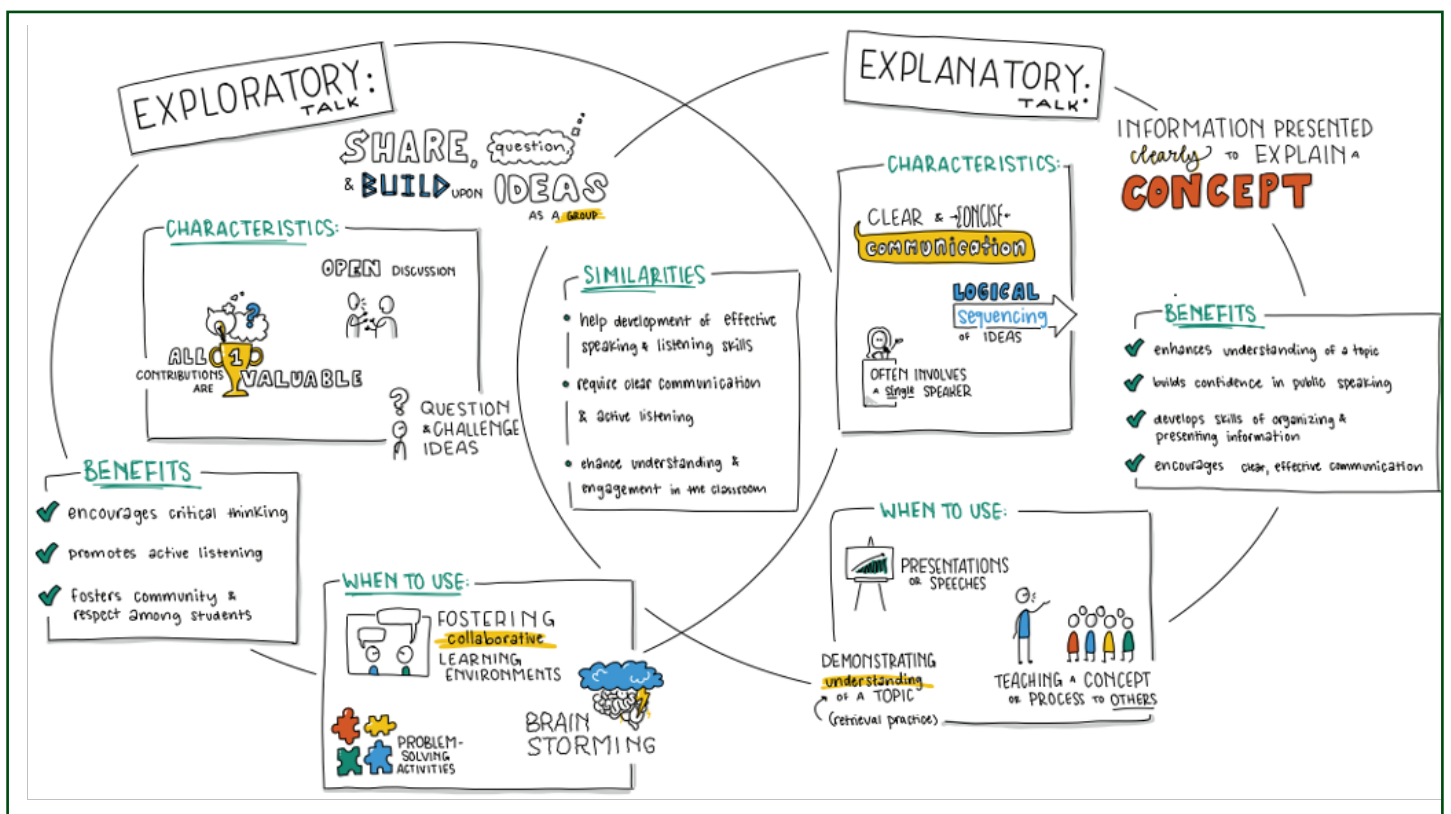 EXPLORATORY:
TALK
SHARE, question,
& BUILD UPON IDEAS
AS A GROUP
CHARACTERISTICS:
OPEN DISCUSSION
?
1
ALL
CONTRIBUTIONS
ARE VALUABLE
?
QUESTION
& CHALLENGE
IDEAS
BENEFITS
encourages critical thinking
promotes active listening
fosters community &
respect among students
WHEN TO USE:
FOSTERING
collaborative
LEARNING
ENVIRONMENTS
BRAIN
STORMING
PROBLEM-
SOLVING
ACTIVITIES
SIMILARITIES
help development of effective
speaking & listening skills
require clear communication
& active listening
ehance understanding &
engagement in the classroom
EXPLANATORY:
TALK
INFORMATION PRESENTED
clearly TO EXPLAIN A
CONCEPT
CHARACTERISTICS:
CLEAR & CONCISE
communication
LOGICAL
sequencing
OF IDEAS
OFTEN INVOLVES
A single SPEAKER
BENEFITS
enhances understanding of a topic
builds confidence in public speaking
develops skills of organizing &
presenting information
encourages clear, effective communication
WHEN TO USE:
PRESENTATIONS
OR SPEECHES
DEMONSTRATING
understanding
OF A TOPIC
(retrieval practice)
TEACHING A CONCEPT
OR PROCESS TO OTHERS